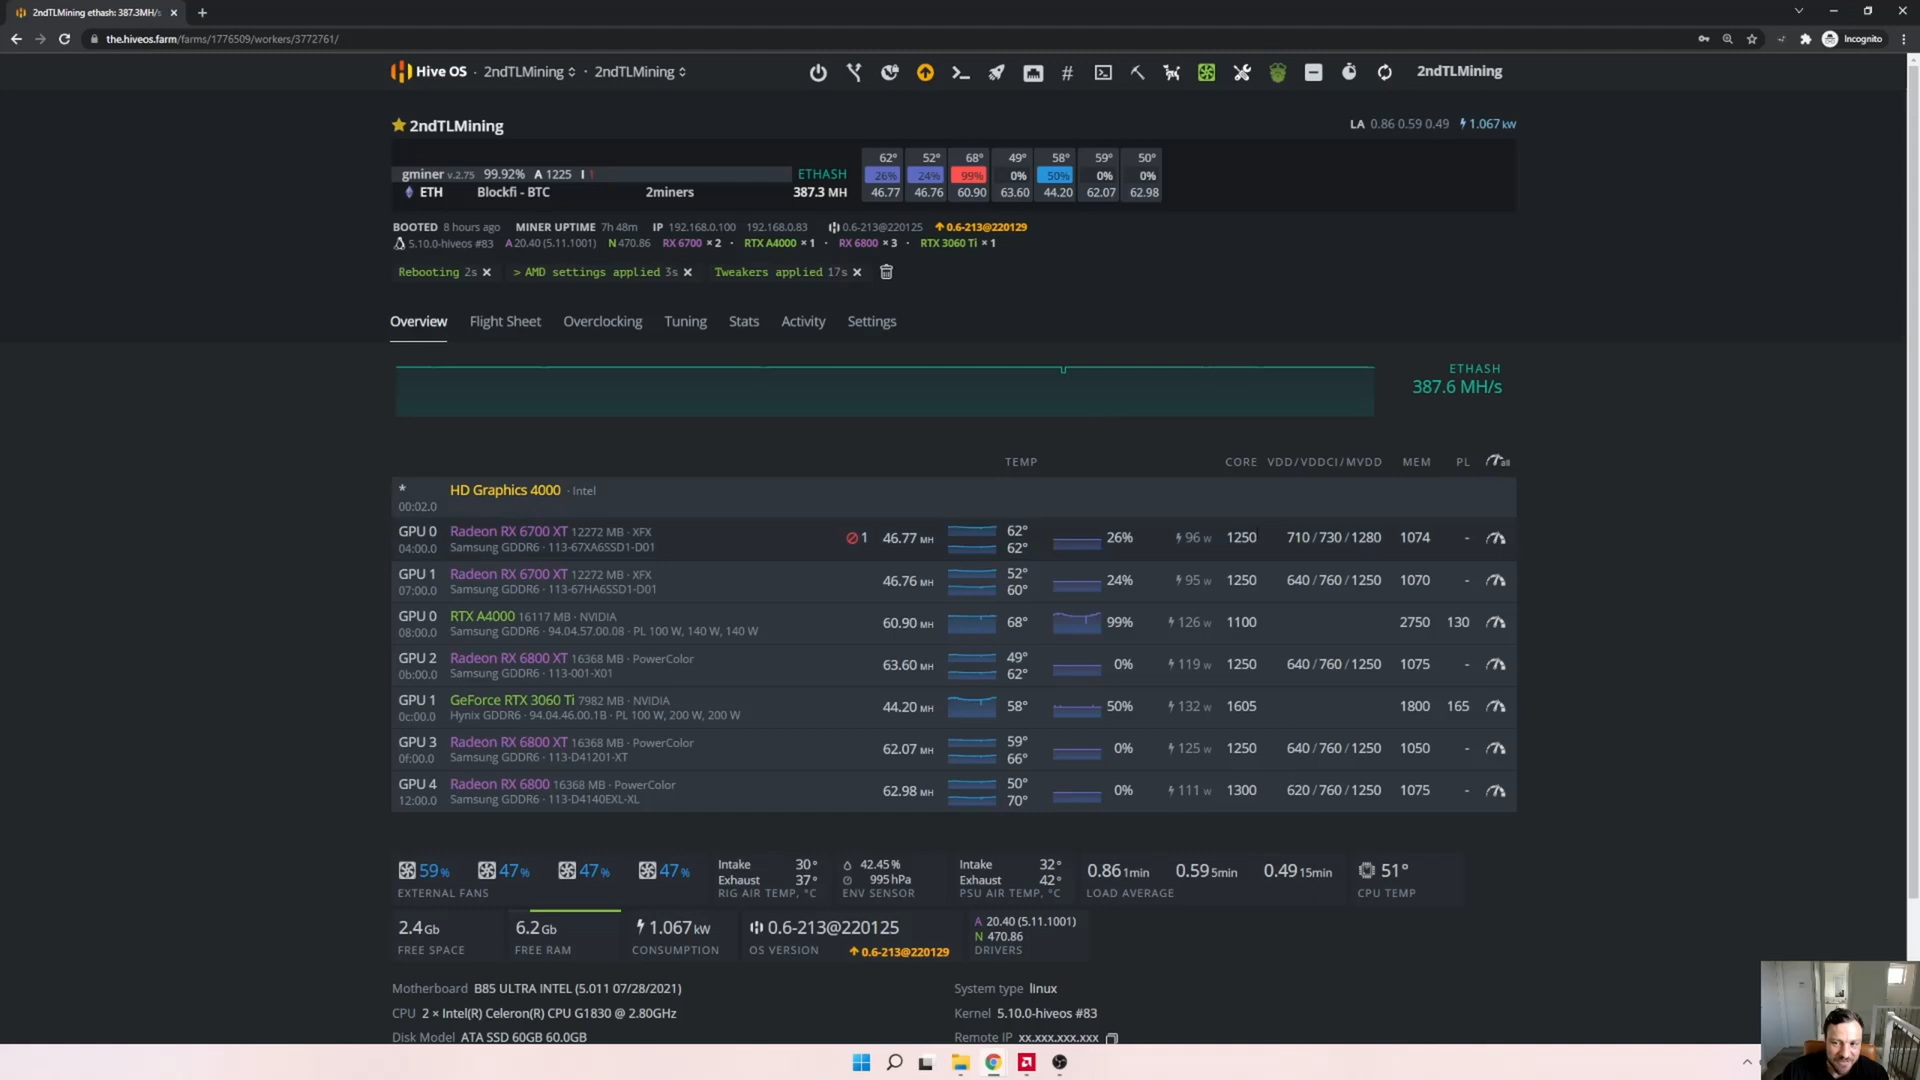 2ndTLMining ethash: 387.3MH/s
the.hiveos.farm/farms/1776509/workers/3772761/
Incognito
Hive OS · 2ndTLMining · 2ndTLMining
2ndTLMining
2ndTLMining
LA 0.86 0.59 0.49 1.067 kw
62° 52° 68° 49° 58° 59° 50°
gminer v.2.75 99.92% A 1225 I 1 ETHASH 26% 24% 99% 0% 50% 0% 0%
ETH Blockfi - BTC 2miners 387.3 MH 46.77 46.76 60.90 63.60 44.20 62.07 62.98
BOOTED 8 hours ago MINER UPTIME 7h 48m IP 192.168.0.100 192.168.0.83 0.6-213@220125 0.6-213@220129
5.10.0-hiveos #83 A 20.40 (5.11.1001) N 470.86 RX 6700 × 2 · RTX A4000 × 1 · RX 6800 × 3 · RTX 3060 Ti × 1
Rebooting 2s × > AMD settings applied 3s × Tweakers applied 17s ×
Overview Flight Sheet Overclocking Tuning Stats Activity Settings
ETHASH
387.6 MH/s
TEMP CORE VDD/VDDCI/MVDD MEM PL all
* HD Graphics 4000 · Intel
00:02.0
GPU 0 Radeon RX 6700 XT 12272 MB · XFX 1 46.77 MH 62° 26% 96 w 1250 710 / 730 / 1280 1074 -
04:00.0 Samsung GDDR6 · 113-67XA6SSD1-D01 62°
GPU 1 Radeon RX 6700 XT 12272 MB · XFX 46.76 MH 52° 24% 95 w 1250 640 / 760 / 1250 1070 -
07:00.0 Samsung GDDR6 · 113-67HA6SSD1-D01 60°
GPU 0 RTX A4000 16117 MB · NVIDIA 60.90 MH 68° 99% 126 w 1100 2750 130
08:00.0 Samsung GDDR6 · 94.04.57.00.08 · PL 100 W, 140 W, 140 W
GPU 2 Radeon RX 6800 XT 16368 MB · PowerColor 63.60 MH 49° 0% 119 w 1250 640 / 760 / 1250 1075 -
0b:00.0 Samsung GDDR6 · 113-001-X01 62°
GPU 1 GeForce RTX 3060 Ti 7982 MB · NVIDIA 44.20 MH 58° 50% 132 w 1605 1800 165
0c:00.0 Hynix GDDR6 · 94.04.46.00.1B · PL 100 W, 200 W, 200 W
GPU 3 Radeon RX 6800 XT 16368 MB · PowerColor 62.07 MH 59° 0% 125 w 1250 640 / 760 / 1250 1050 -
0f:00.0 Samsung GDDR6 · 113-D41201-XT 66°
GPU 4 Radeon RX 6800 16368 MB · PowerColor 62.98 MH 50° 0% 111 w 1300 620 / 760 / 1250 1075 -
12:00.0 Samsung GDDR6 · 113-D4140EXL-XL 70°
59% 47% 47% 47%
EXTERNAL FANS
Intake 30°
Exhaust 37°
RIG AIR TEMP, °C
42.45 %
995 hPa
ENV SENSOR
Intake 32°
Exhaust 42°
PSU AIR TEMP, °C
0.86 1min 0.59 5min 0.49 15min
LOAD AVERAGE
51°
CPU TEMP
2.4 Gb
FREE SPACE
6.2 Gb
FREE RAM
1.067 kW
CONSUMPTION
0.6-213@220125
OS VERSION 0.6-213@220129
A 20.40 (5.11.1001)
N 470.86
DRIVERS
Motherboard B85 ULTRA INTEL (5.011 07/28/2021)
CPU 2 × Intel(R) Celeron(R) CPU G1830 @ 2.80GHz
Disk Model ATA SSD 60GB 60.0GB
System type linux
Kernel 5.10.0-hiveos #83
Remote IP xx.xxx.xxx.xxx